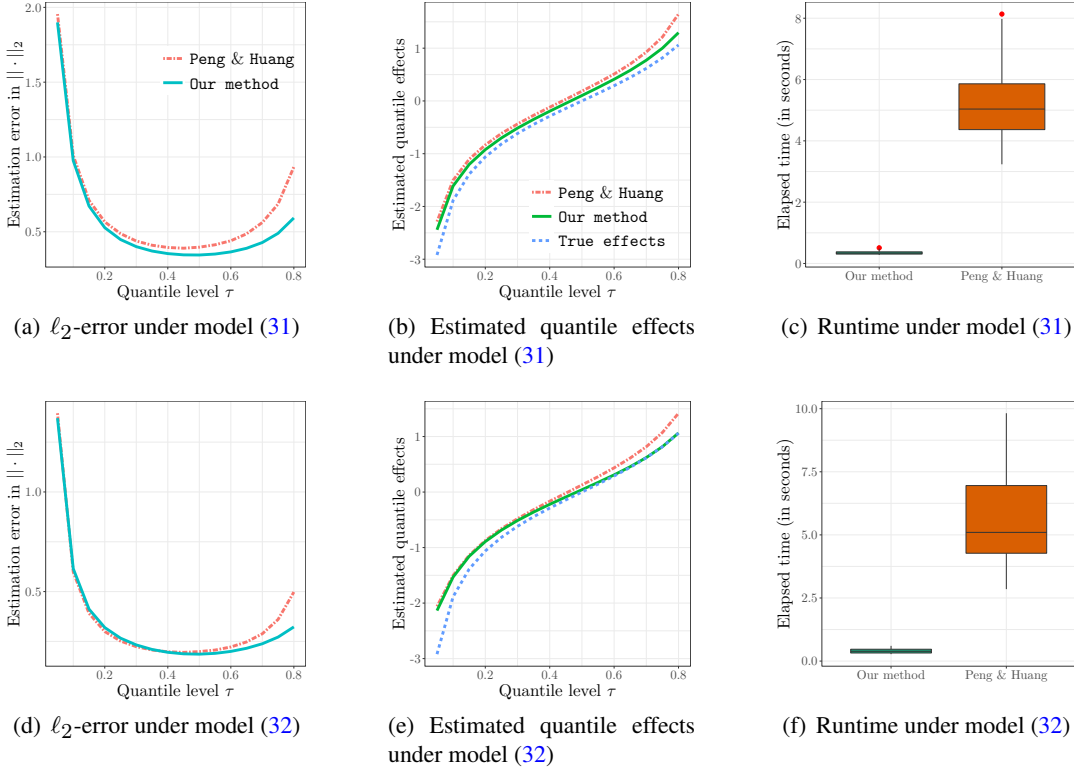 Estimation error in || · ||₂
2.0
1.5
1.0
0.5
Peng & Huang
Our method
0.2
0.4
0.6
0.8
Quantile level τ
(a) ℓ₂-error under model (31)
Estimated quantile effects
1
0
-1
-2
-3
Peng & Huang
Our method
True effects
0.2
0.4
0.6
0.8
Quantile level τ
(b) Estimated quantile effects
under model (31)
Elapsed time (in seconds)
8
6
4
2
0
Our method
Peng & Huang
(c) Runtime under model (31)
Estimation error in || · ||₂
1.0
0.5
0.2
0.4
0.6
0.8
Quantile level τ
(d) ℓ₂-error under model (32)
Estimated quantile effects
1
0
-1
-2
-3
0.2
0.4
0.6
0.8
Quantile level τ
(e) Estimated quantile effects
under model (32)
Elapsed time (in seconds)
10.0
7.5
5.0
2.5
0.0
Our method
Peng & Huang
(f) Runtime under model (32)